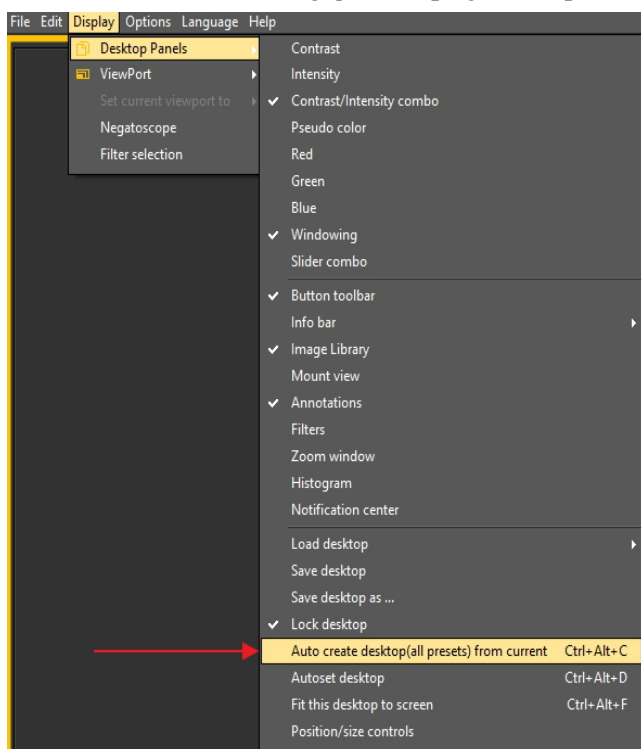 File Edit Display Options Language Help
Desktop Panels
ViewPort
Set current viewport to
Negatoscope
Filter selection
Contrast
Intensity
Contrast/Intensity combo
Pseudo color
Red
Green
Blue
Windowing
Slider combo
Button toolbar
Info bar
Image Library
Mount view
Annotations
Filters
Zoom window
Histogram
Notification center
Load desktop
Save desktop
Save desktop as ...
Lock desktop
Auto create desktop(all presets) from current Ctrl+Alt+C
Autoset desktop Ctrl+Alt+D
Fit this desktop to screen Ctrl+Alt+F
Position/size controls